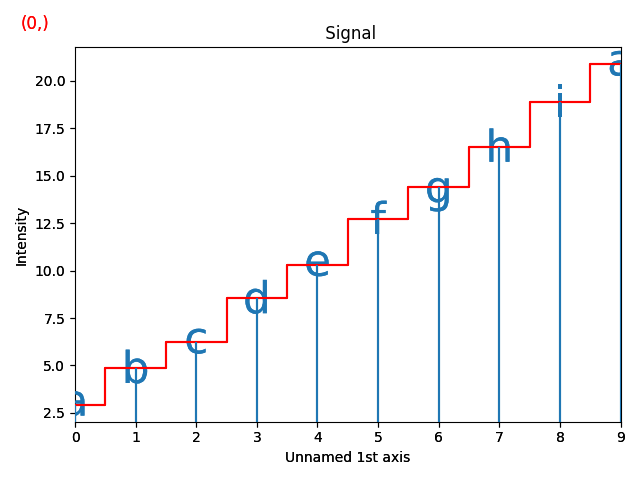 (0,)
Signal
20.0
17.5
15.0
12.5
10.0
7.5
5.0
2.5
Intensity
a
b
c
d
e
f
g
h
i
a
0 1 2 3 4 5 6 7 8 9
Unnamed 1st axis